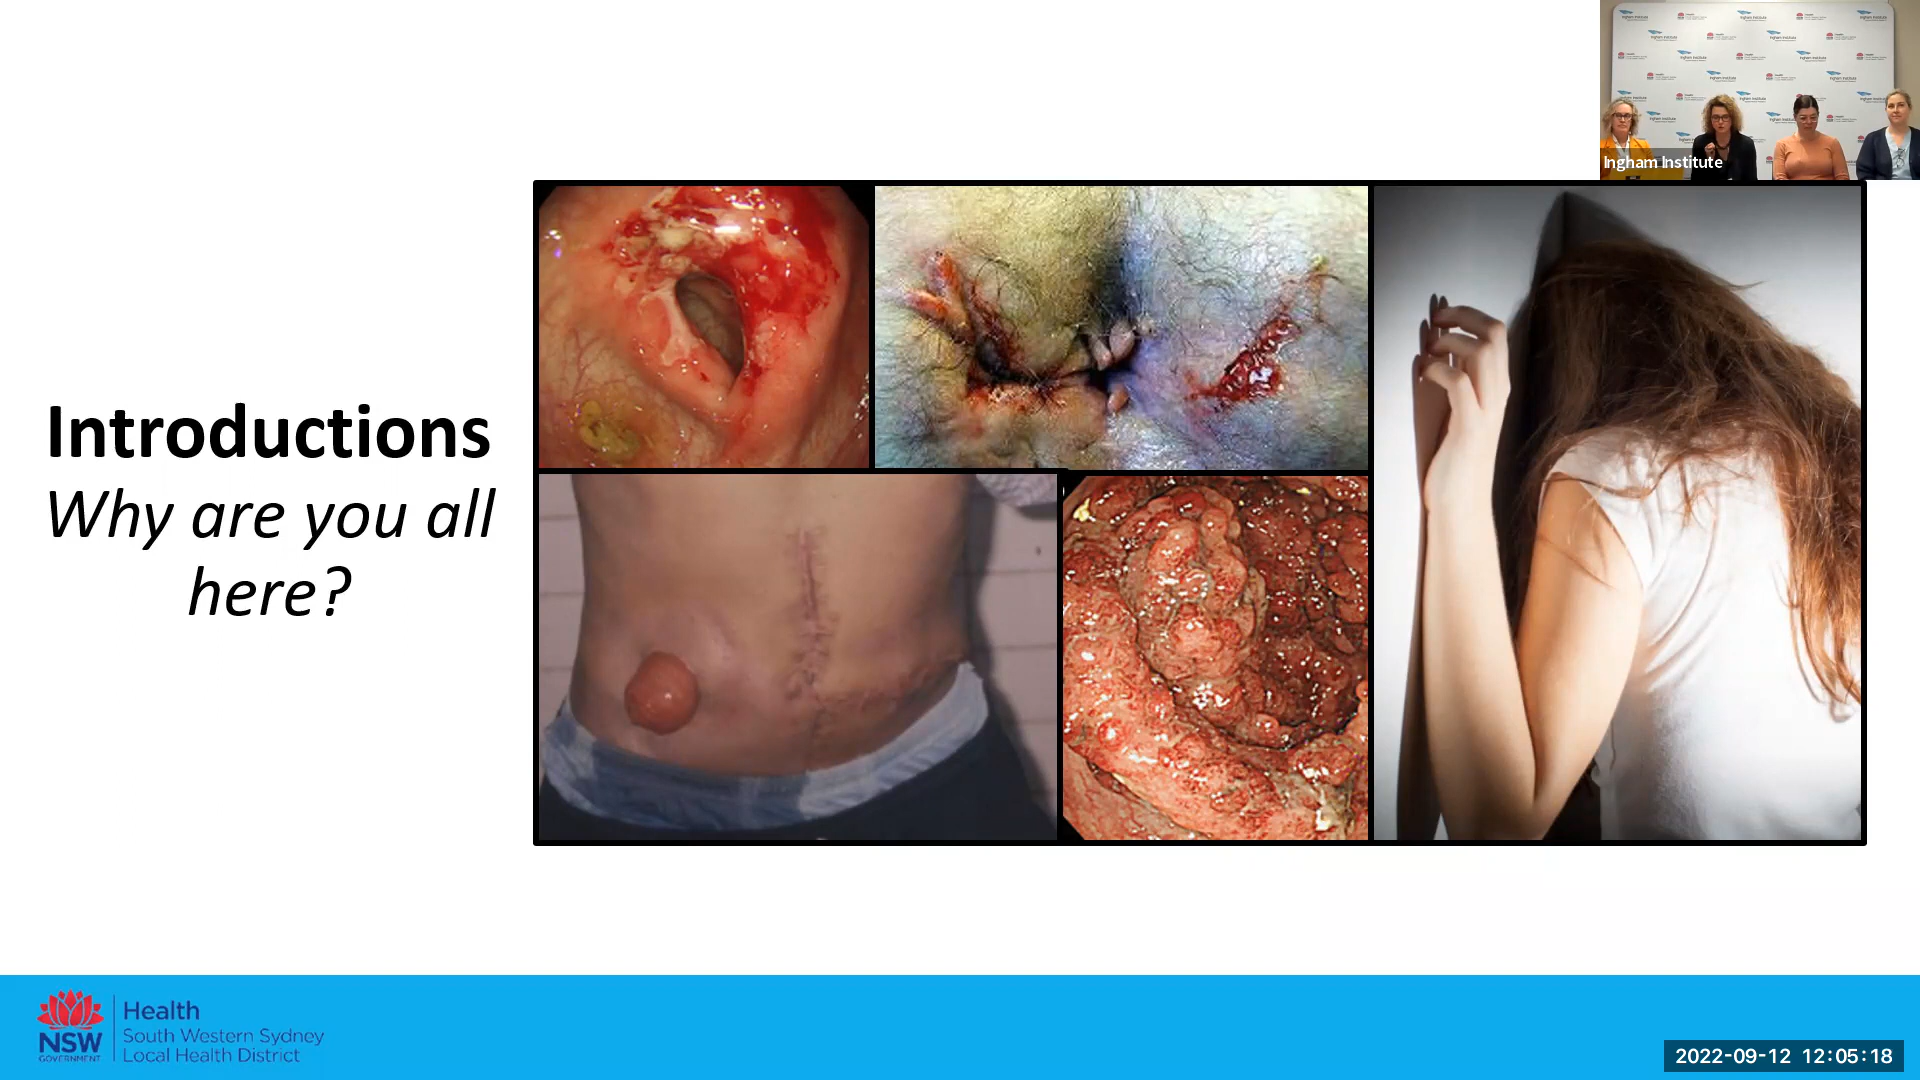 Ingham Institute
Introductions
Why are you all
here?
Health
South Western Sydney
Local Health District
NSW
GOVERNMENT
2022-09-12 12:05:18